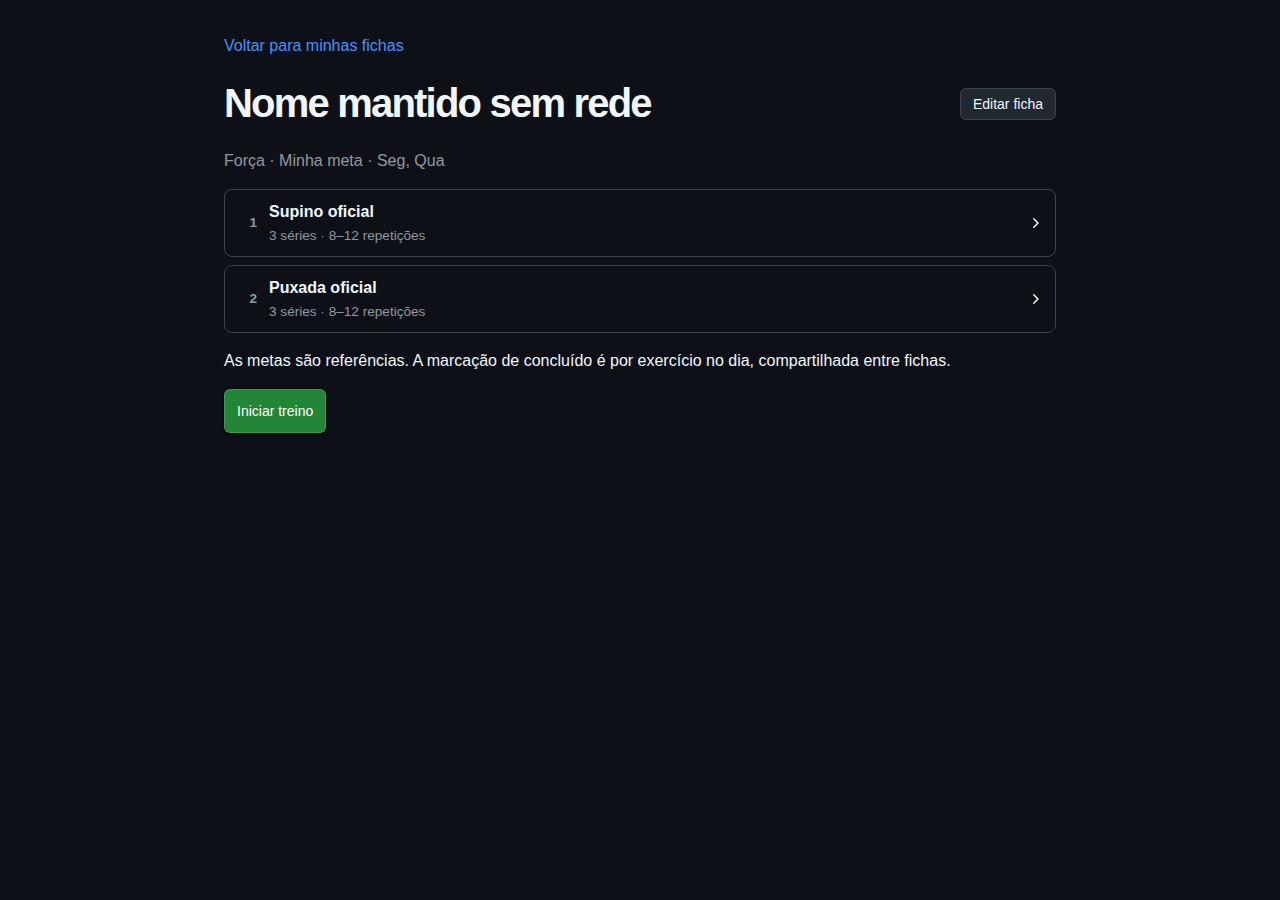 Voltar para minhas fichas
Nome mantido sem rede
Editar ficha
Força · Minha meta · Seg, Qua
1
Supino oficial
3 séries · 8–12 repetições
2
Puxada oficial
3 séries · 8–12 repetições
As metas são referências. A marcação de concluído é por exercício no dia, compartilhada entre fichas.
Iniciar treino